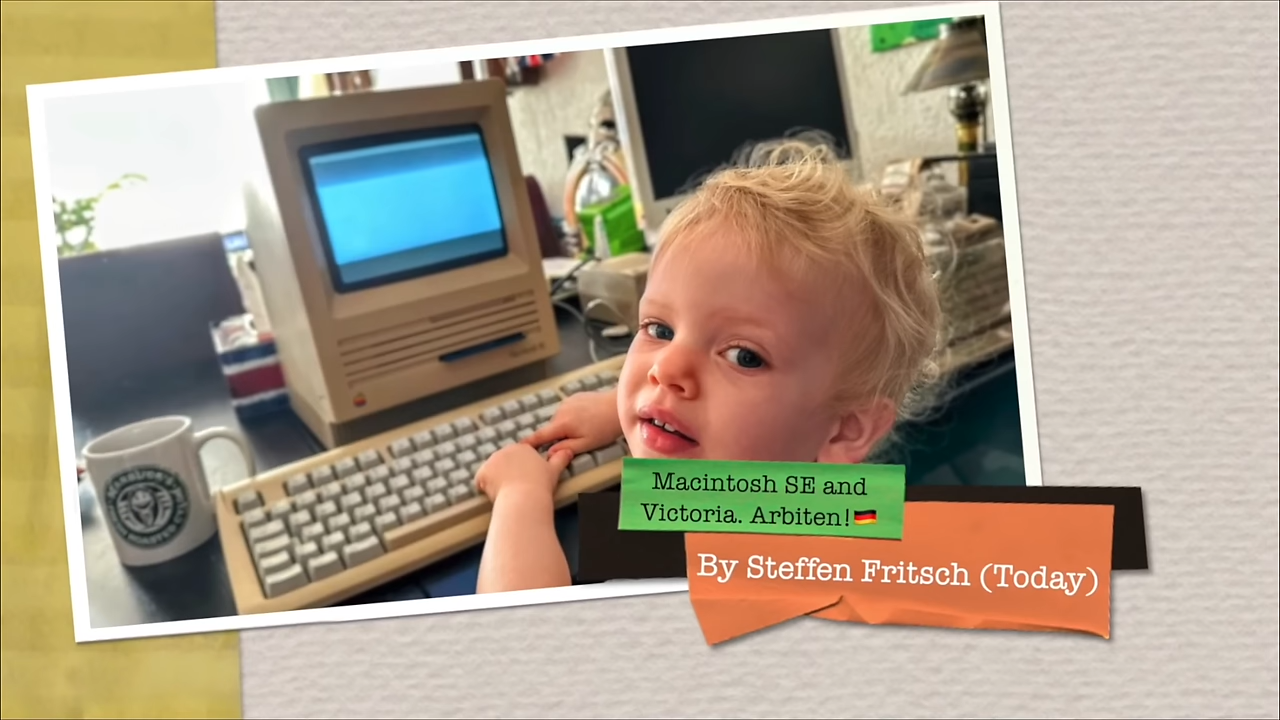 Macintosh SE and
Victoria. Arbiten!🇩🇪
By Steffen Fritsch (Today)